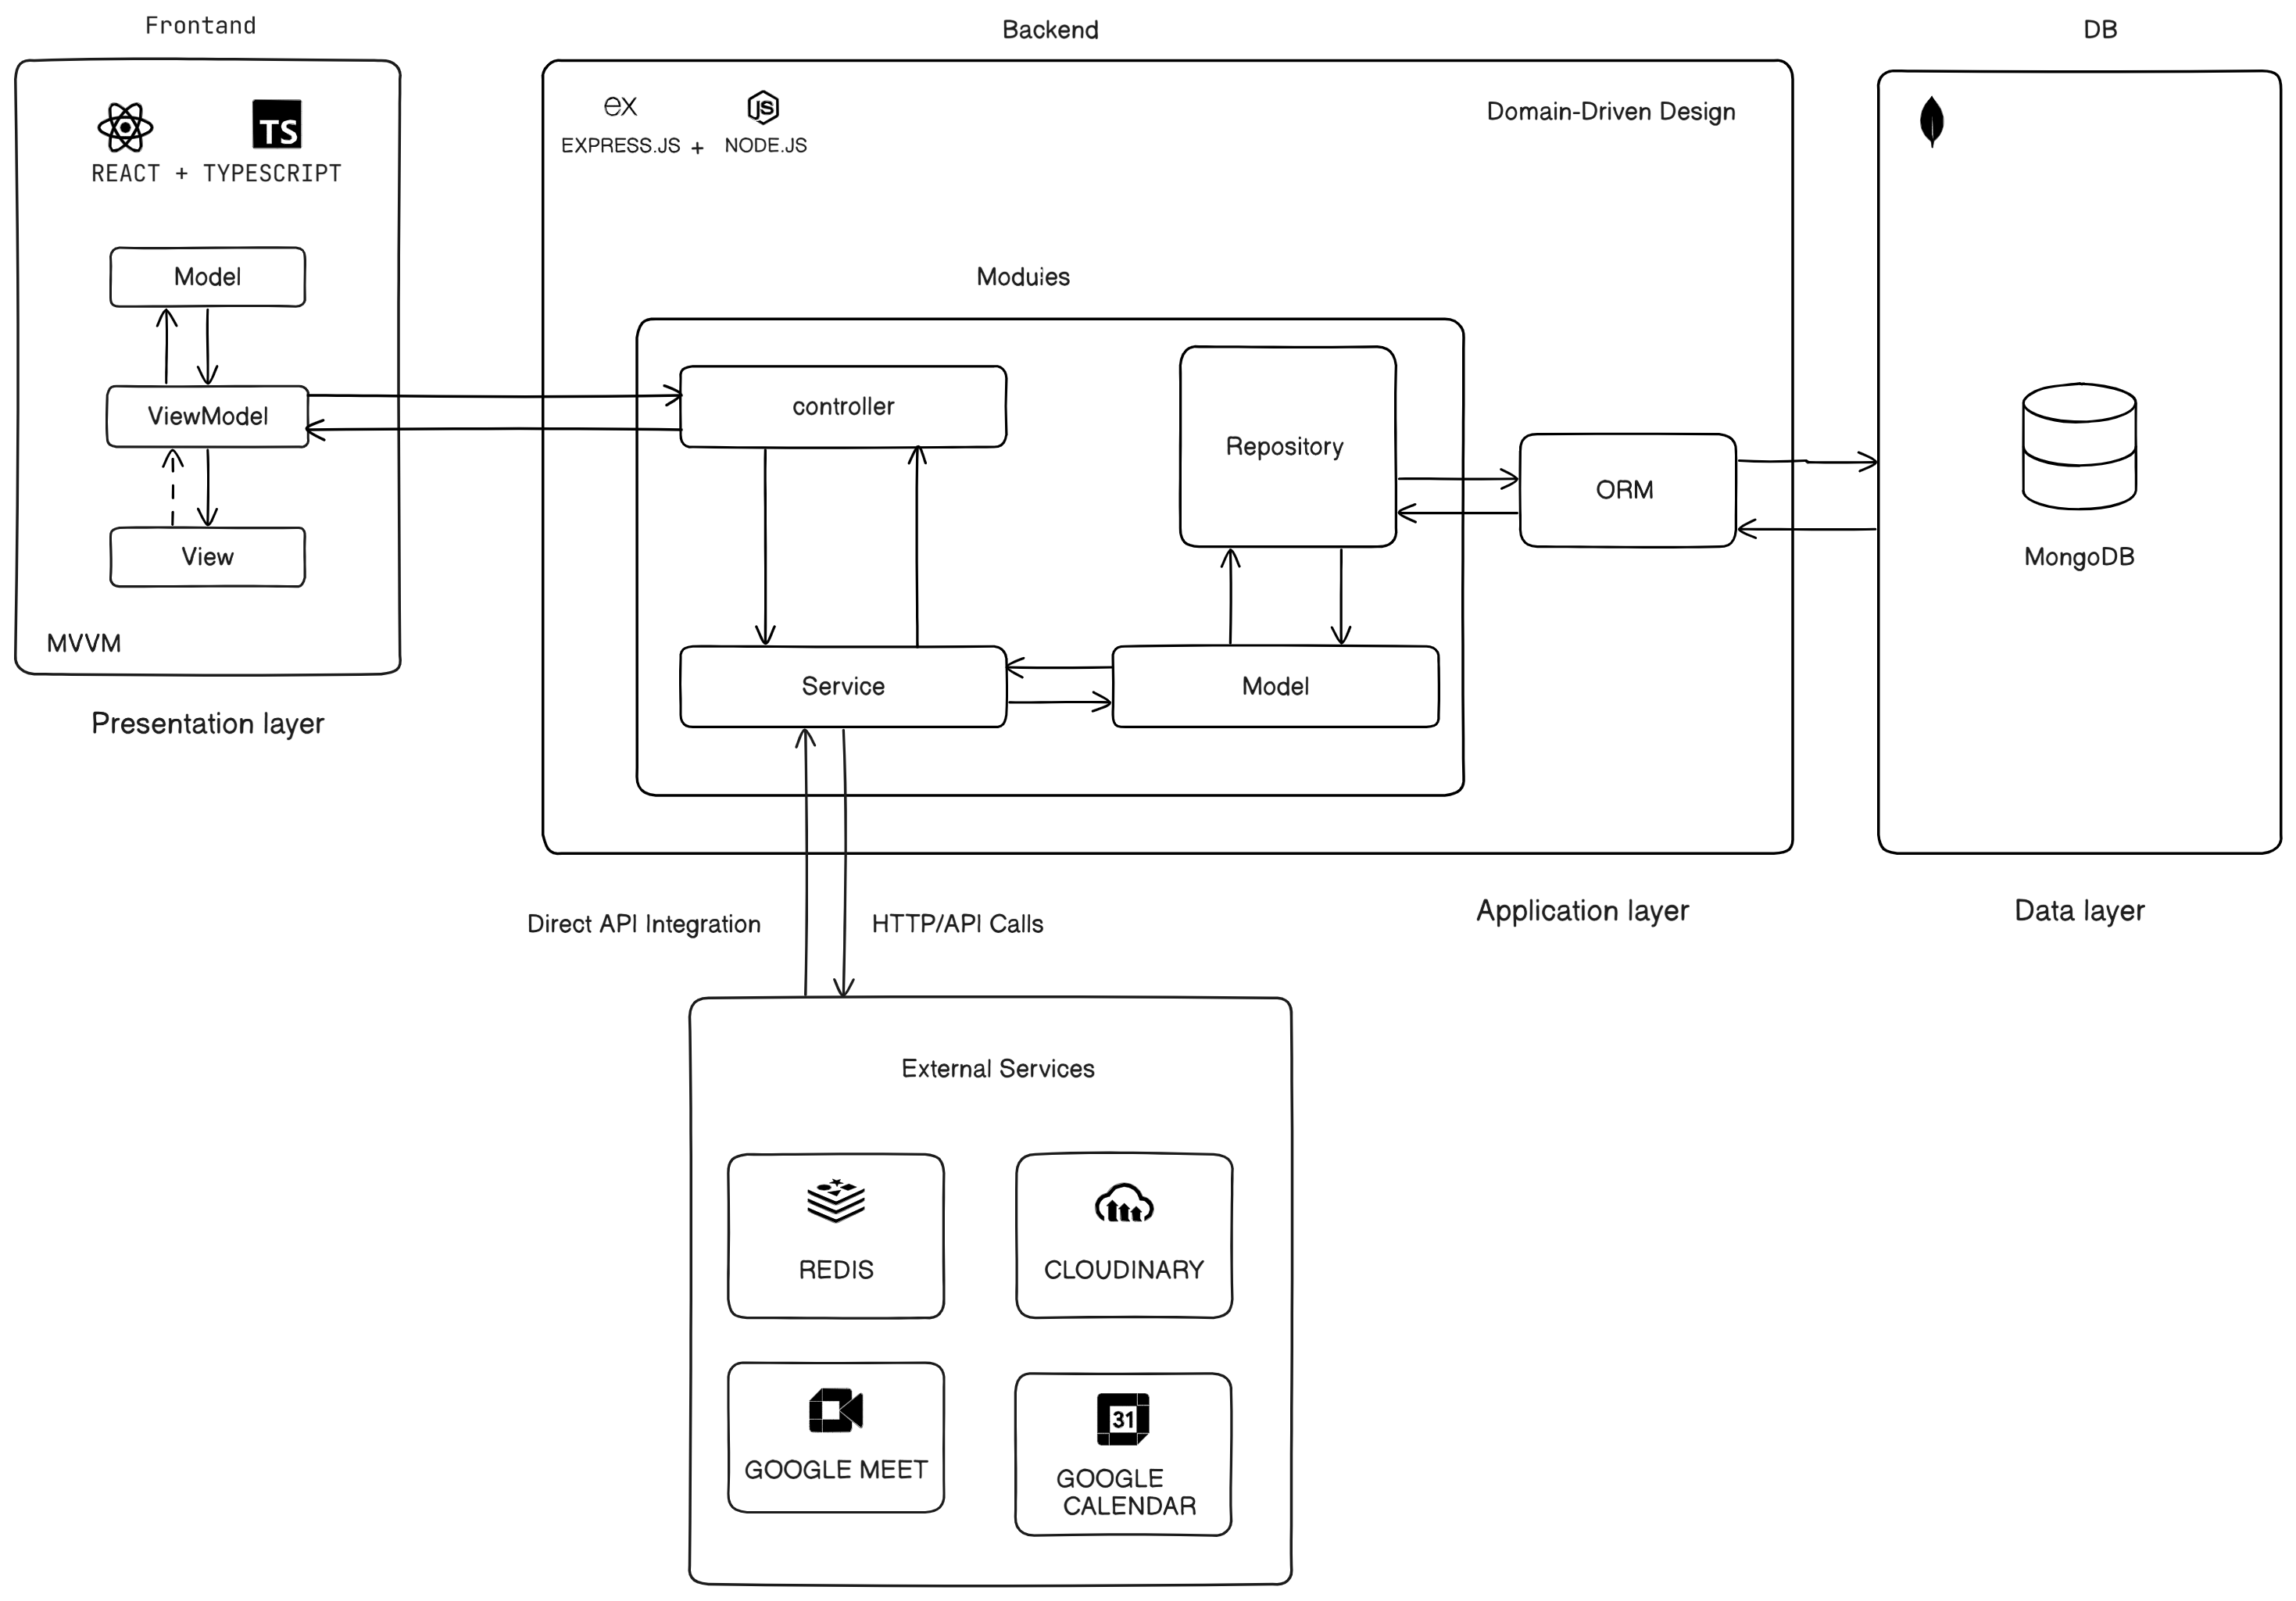 Frontand
Backend
DB
TS
REACT + TYPESCRIPT
ex
JS
EXPRESS.JS + NODE.JS
Domain-Driven Design
Modules
Model
ViewModel
View
MVVM
Presentation layer
controller
Repository
ORM
Service
Model
MongoDB
Application layer
Data layer
Direct API Integration
HTTP/API Calls
External Services
REDIS
CLOUDINARY
GOOGLE MEET
31
GOOGLE
CALENDAR